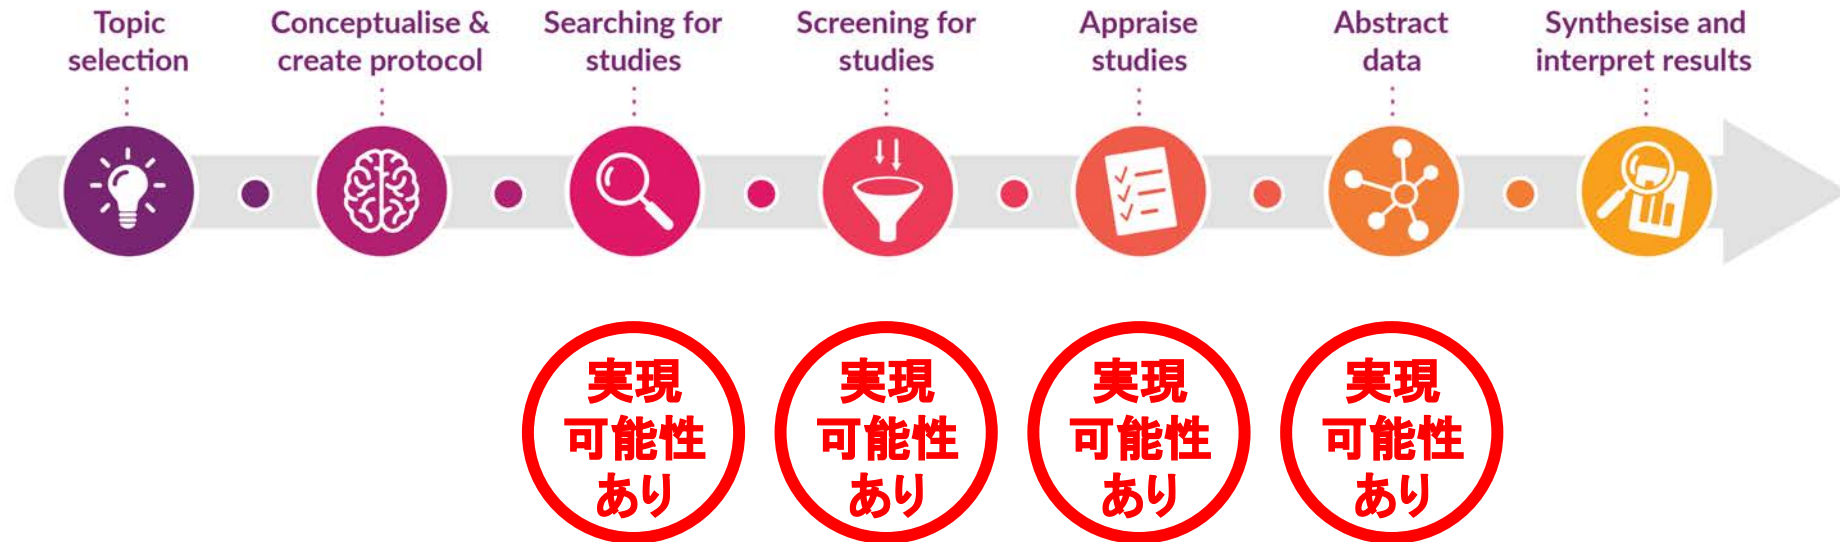 Topic
selection
Conceptualise &
create protocol
Searching for
studies
Screening for
studies
Appraise
studies
Abstract
data
Synthesise and
interpret results
実現
可能性
あり
実現
可能性
あり
実現
可能性
あり
実現
可能性
あり